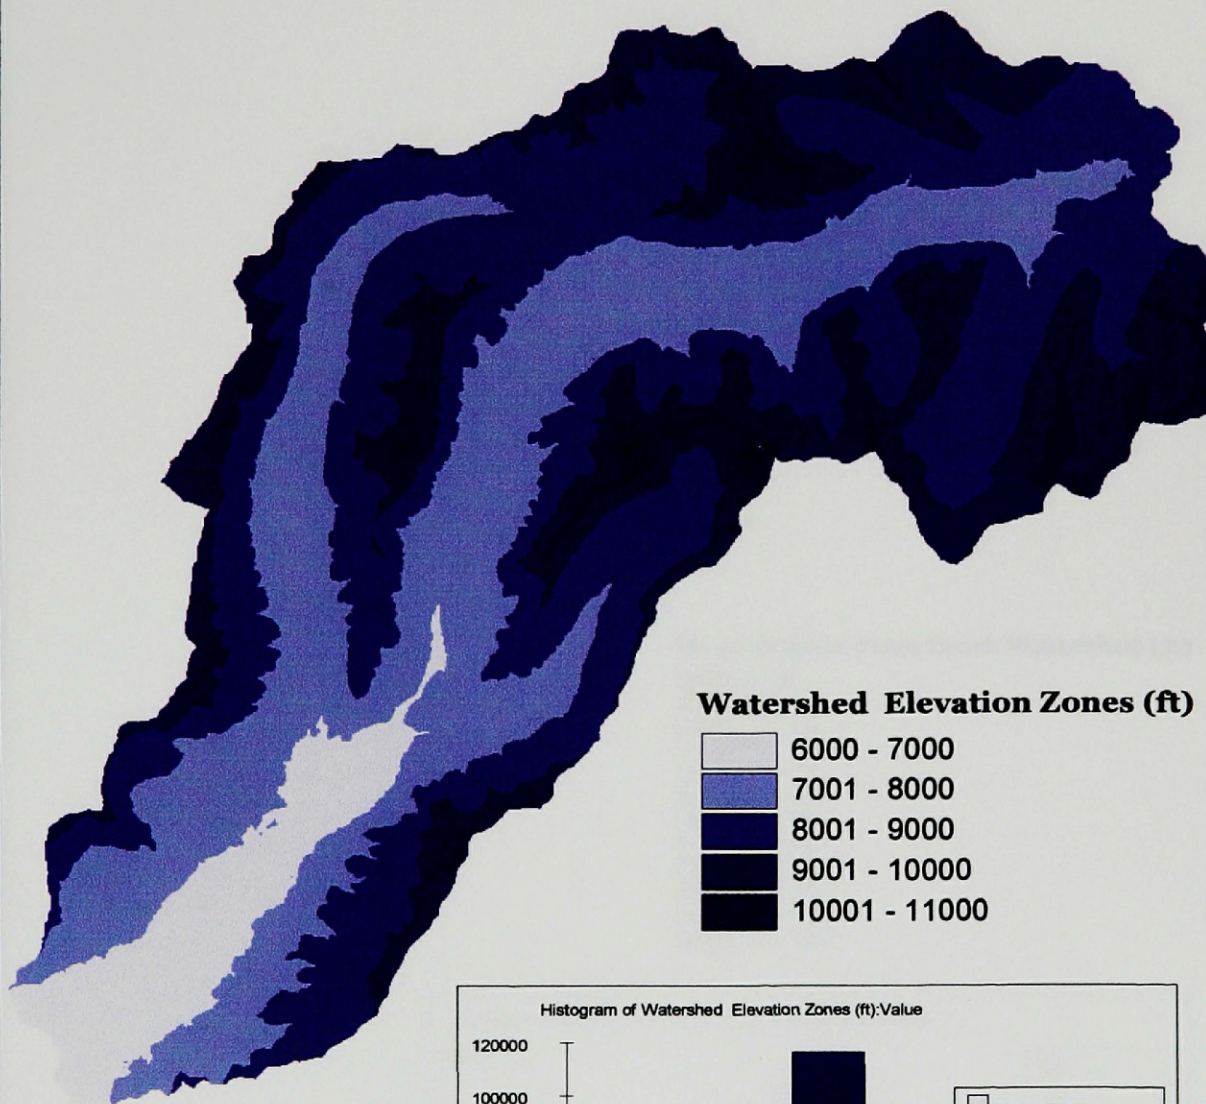 Watershed Elevation Zones (ft)
6000 - 7000
7001 - 8000
8001 - 9000
9001 - 10000
10001 - 11000
Histogram of Watershed Elevation Zones (ft):Value
120000
100000